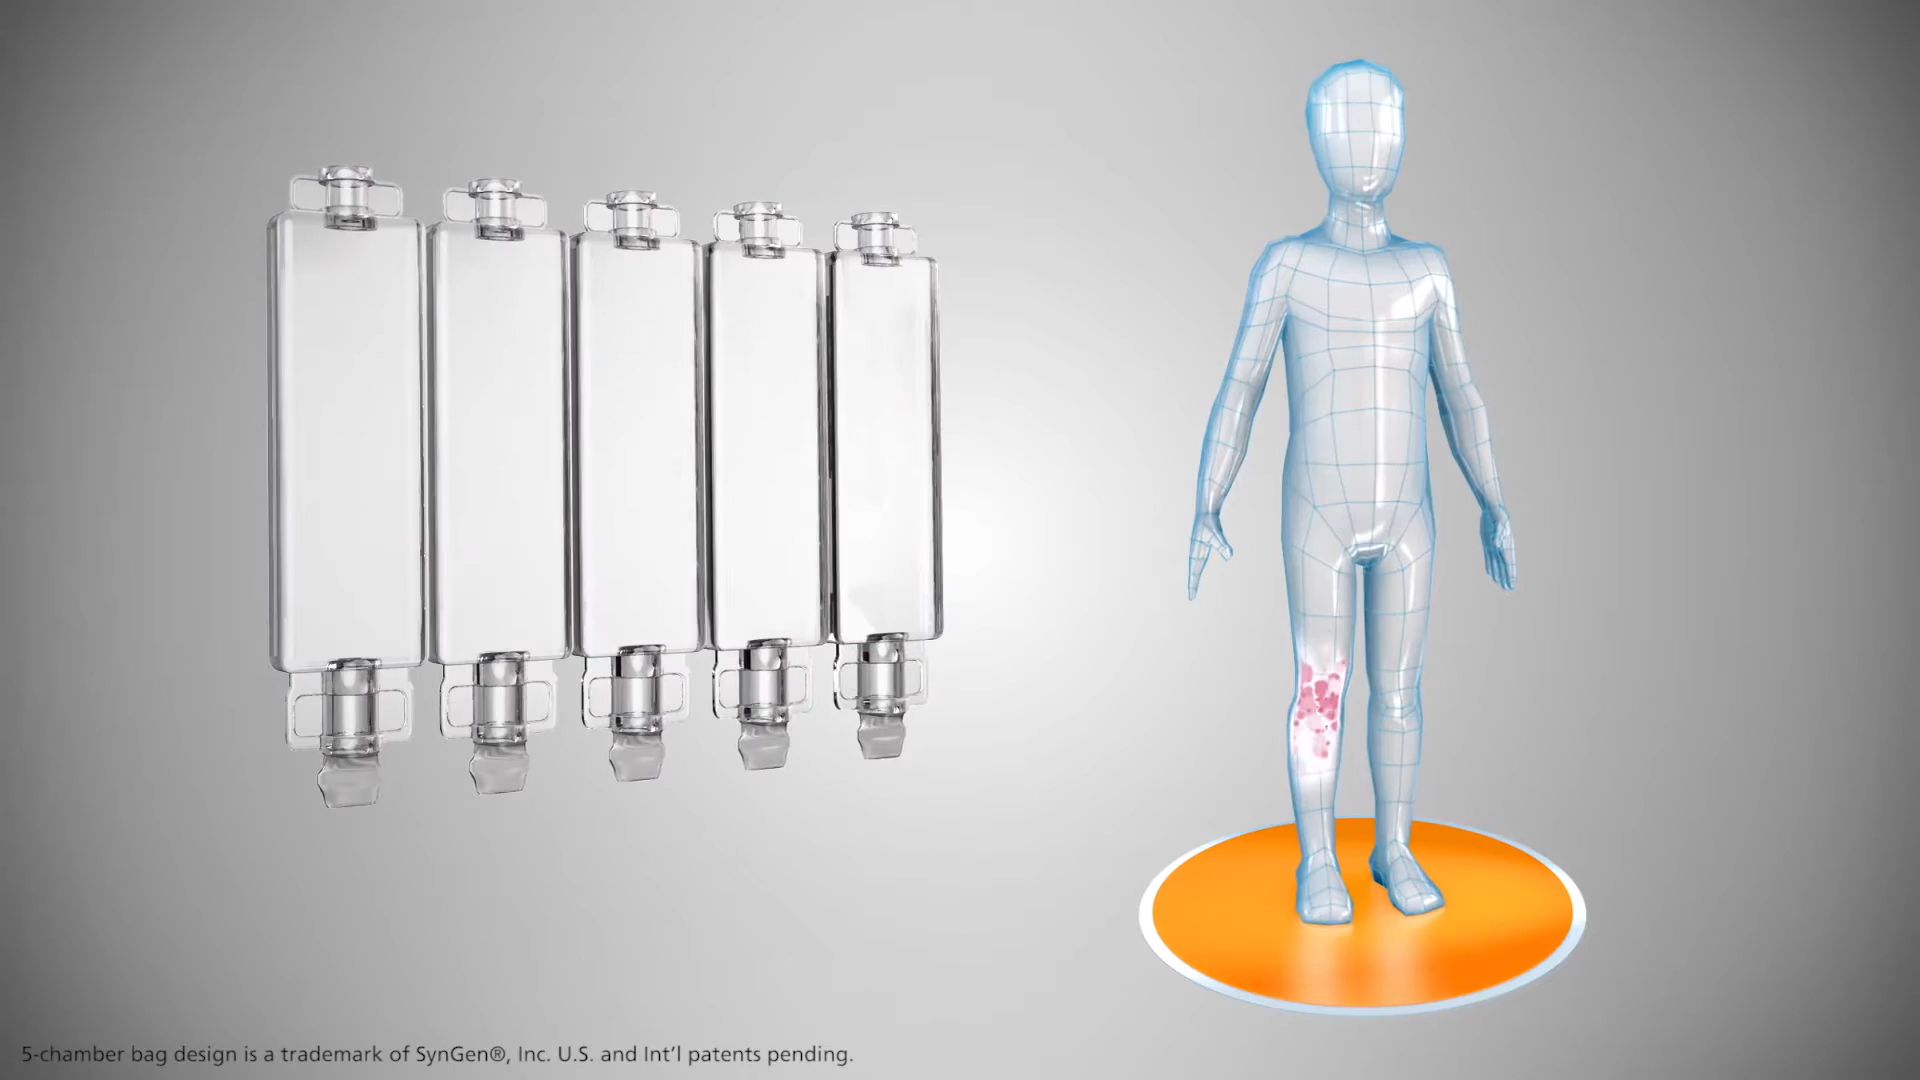 5-chamber bag design is a trademark of SynGen®, Inc. U.S. and Int'l patents pending.